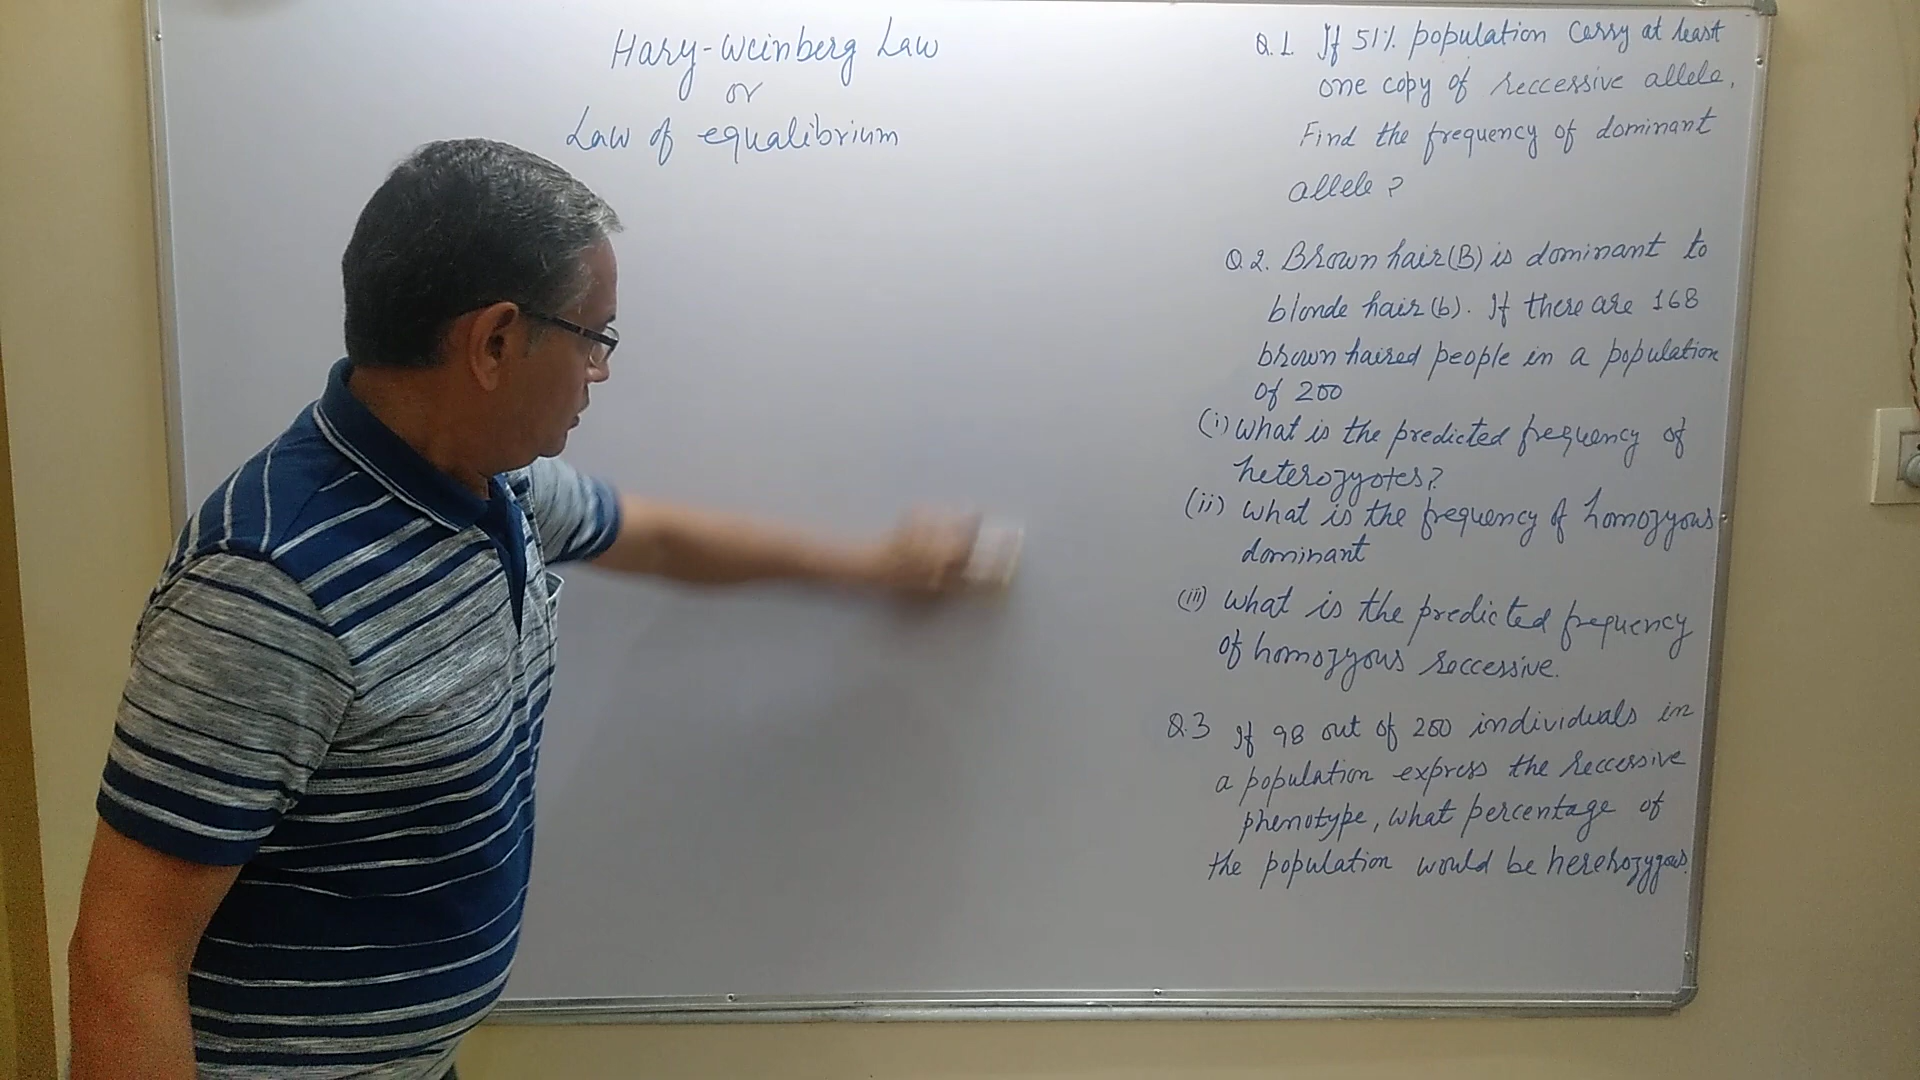 Hary-Weinberg Law
or
Law of equalibrium
Q.1. If 51% population Carry at least
one copy of reccessive allele.
Find the frequency of dominant
allele?
Q.2. Brown hair(B) is dominant to
blonde hair(b). If there are 168
brown haired people in a population
of 200
(i) What is the predicted frequency of
heterozyotes?
(ii) What is the frequency of homozyous
dominant
(iii) What is the predicted frequency
of homozyous reccessive.
Q.3 If 98 out of 200 individuals in
a population express the reccessive
phenotype, What percentage of
the population would be herehozygous.